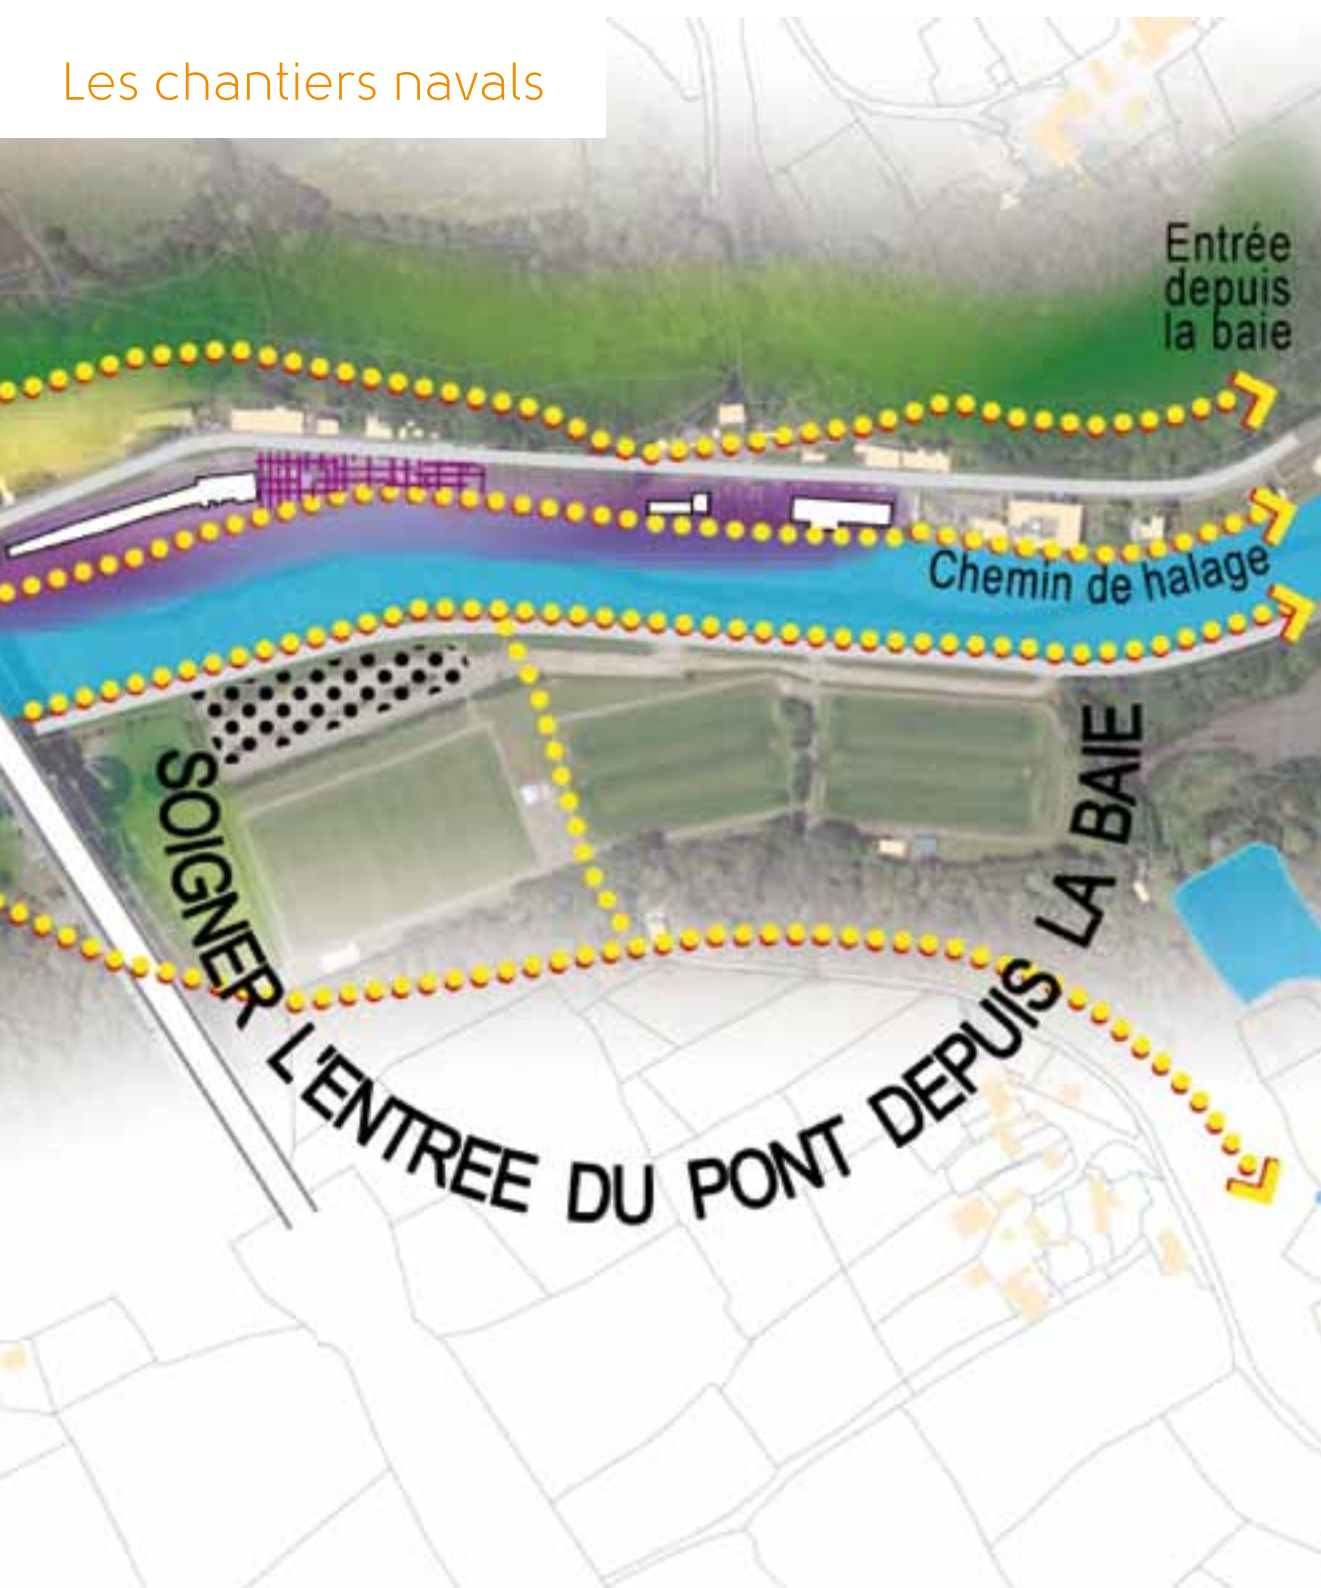 Les chantiers navals
Entrée
depuis
la baie
Chemin de halage
SOIGNER L'ENTREE DU PONT DEPUIS LA BAIE